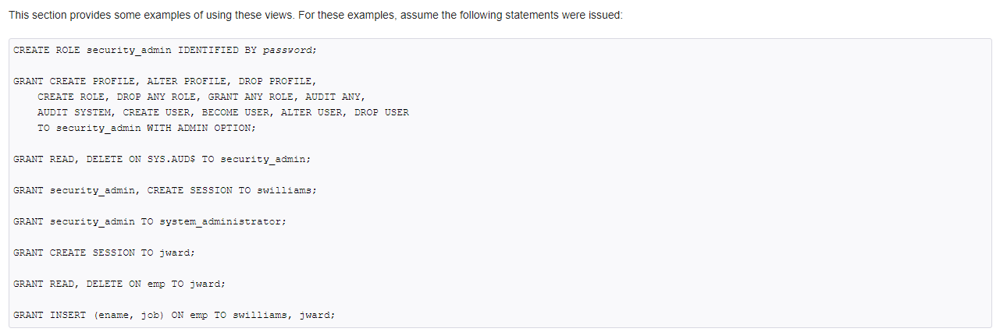 This section provides some examples of using these views. For these examples, assume the following statements were issued:
CREATE ROLE security_admin IDENTIFIED BY password;
GRANT CREATE PROFILE, ALTER PROFILE, DROP PROFILE,
CREATE ROLE, DROP ANY ROLE, GRANT ANY ROLE, AUDIT ANY,
AUDIT SYSTEM, CREATE USER, BECOME USER, ALTER USER, DROP USER
TO security_admin WITH ADMIN OPTION;
GRANT READ, DELETE ON SYS.AUD$ TO security_admin;
GRANT security_admin, CREATE SESSION TO swilliams;
GRANT security_admin TO system_administrator;
GRANT CREATE SESSION TO jward;
GRANT READ, DELETE ON emp TO jward;
GRANT INSERT (ename, job) ON emp TO swilliams, jward;